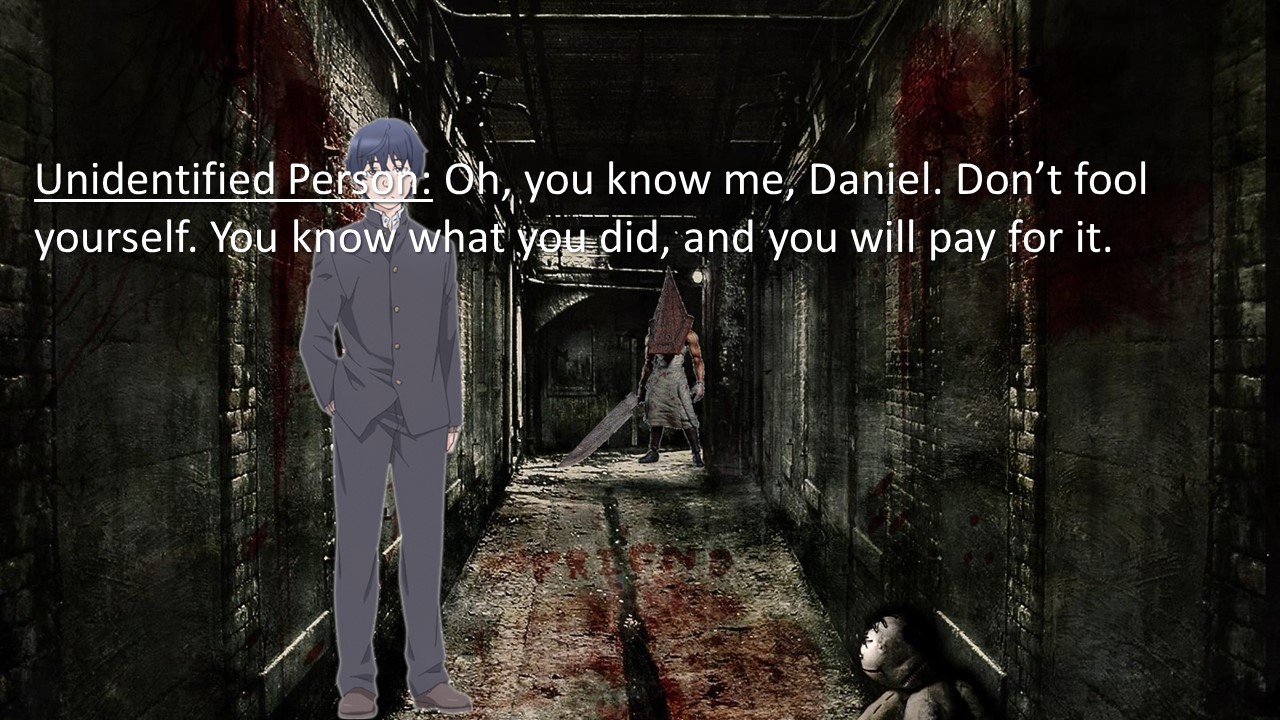 Unidentified Person: Oh, you know me, Daniel. Don’t fool
yourself. You know what you did, and you will pay for it.
FRIEND